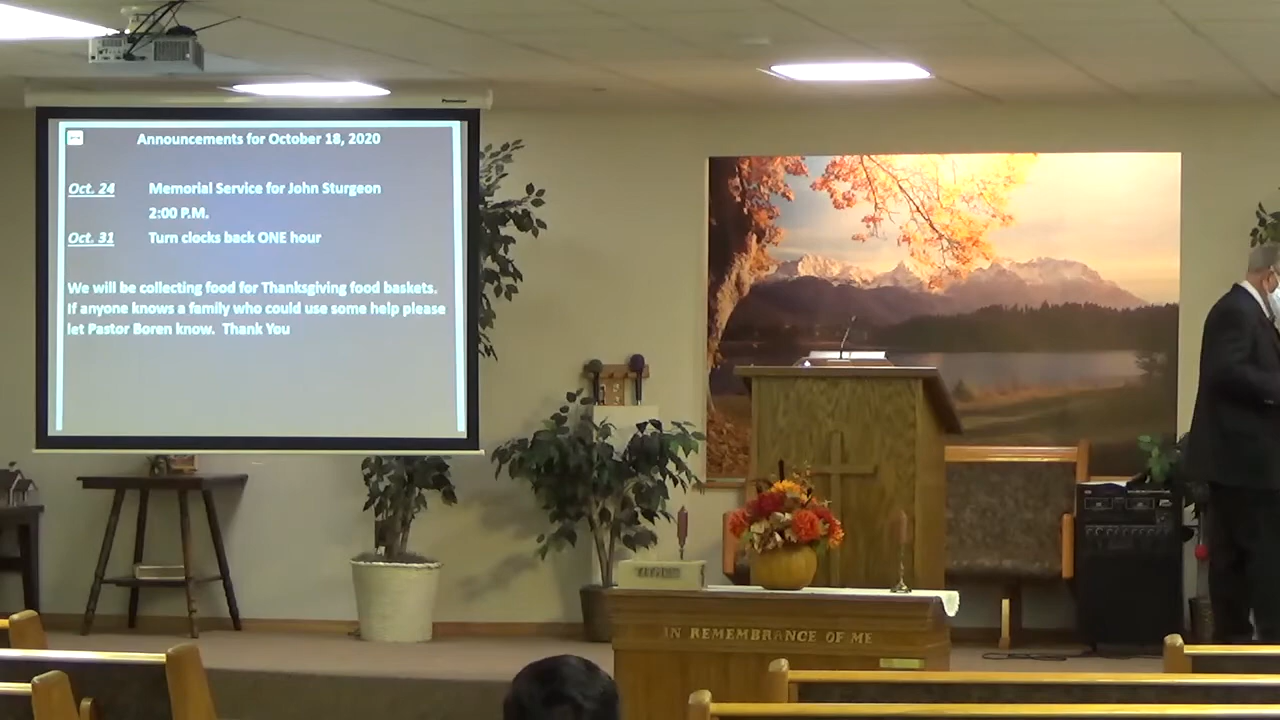 Announcements for October 18, 2020
Oct. 24 Memorial Service for John Sturgeon
2:00 P.M.
Oct. 31 Turn clocks back ONE hour
We will be collecting food for Thanksgiving food baskets.
If anyone knows a family who could use some help please
let Pastor Boren know. Thank You
IN REMEMBRANCE OF ME